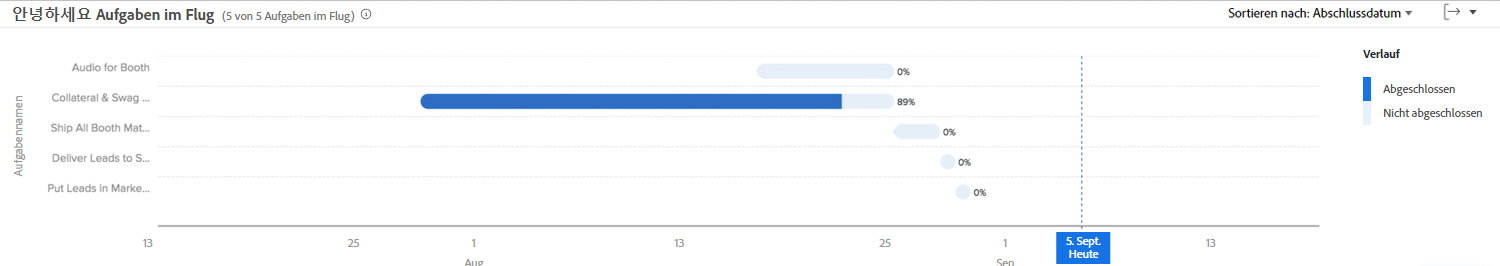 안녕하세요 Aufgaben im Flug (5 von 5 Aufgaben im Flug)
Sortieren nach: Abschlussdatum
Verlauf
Abgeschlossen
Nicht abgeschlossen
Aufgabennamen
Audio for Booth 0%
Collateral & Swag ... 89%
Ship All Booth Mat... 0%
Deliver Leads to S... 0%
Put Leads in Marke... 0%
13 25 1 13 25 1 13
Aug Sep
5. Sept.
Heute